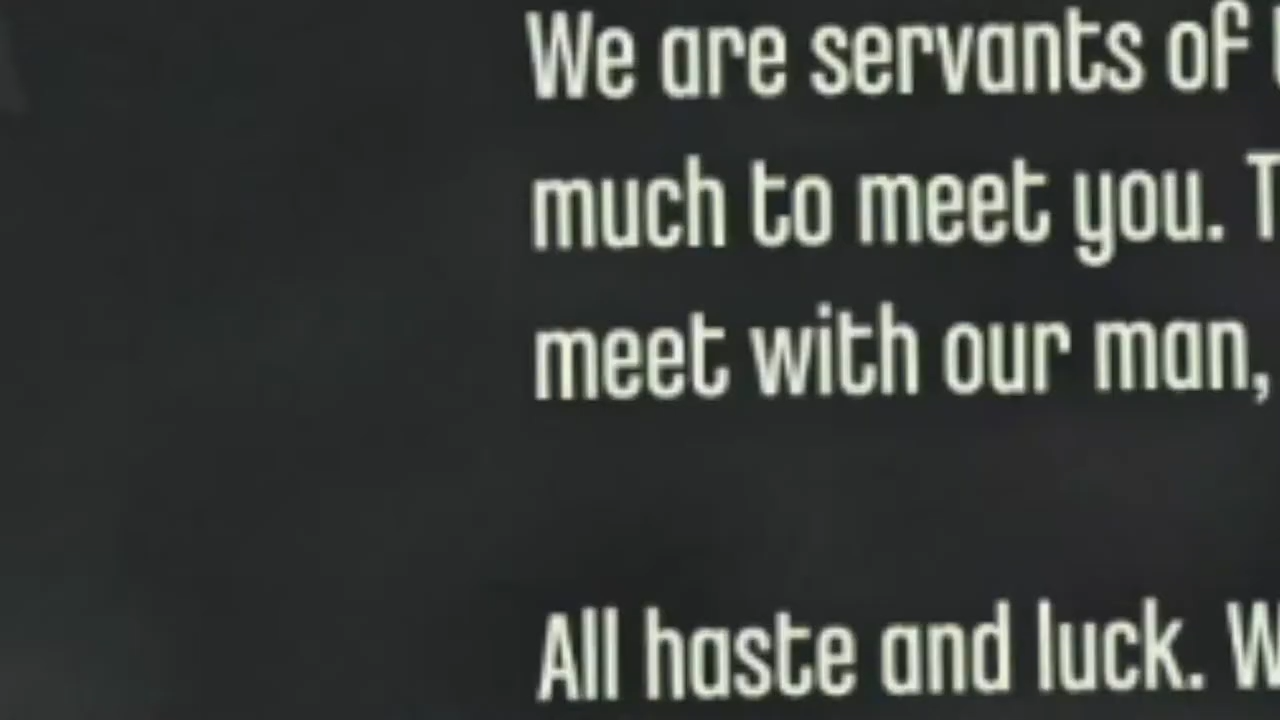 We are servants of
much to meet you.
meet with our man,
All haste and luck.